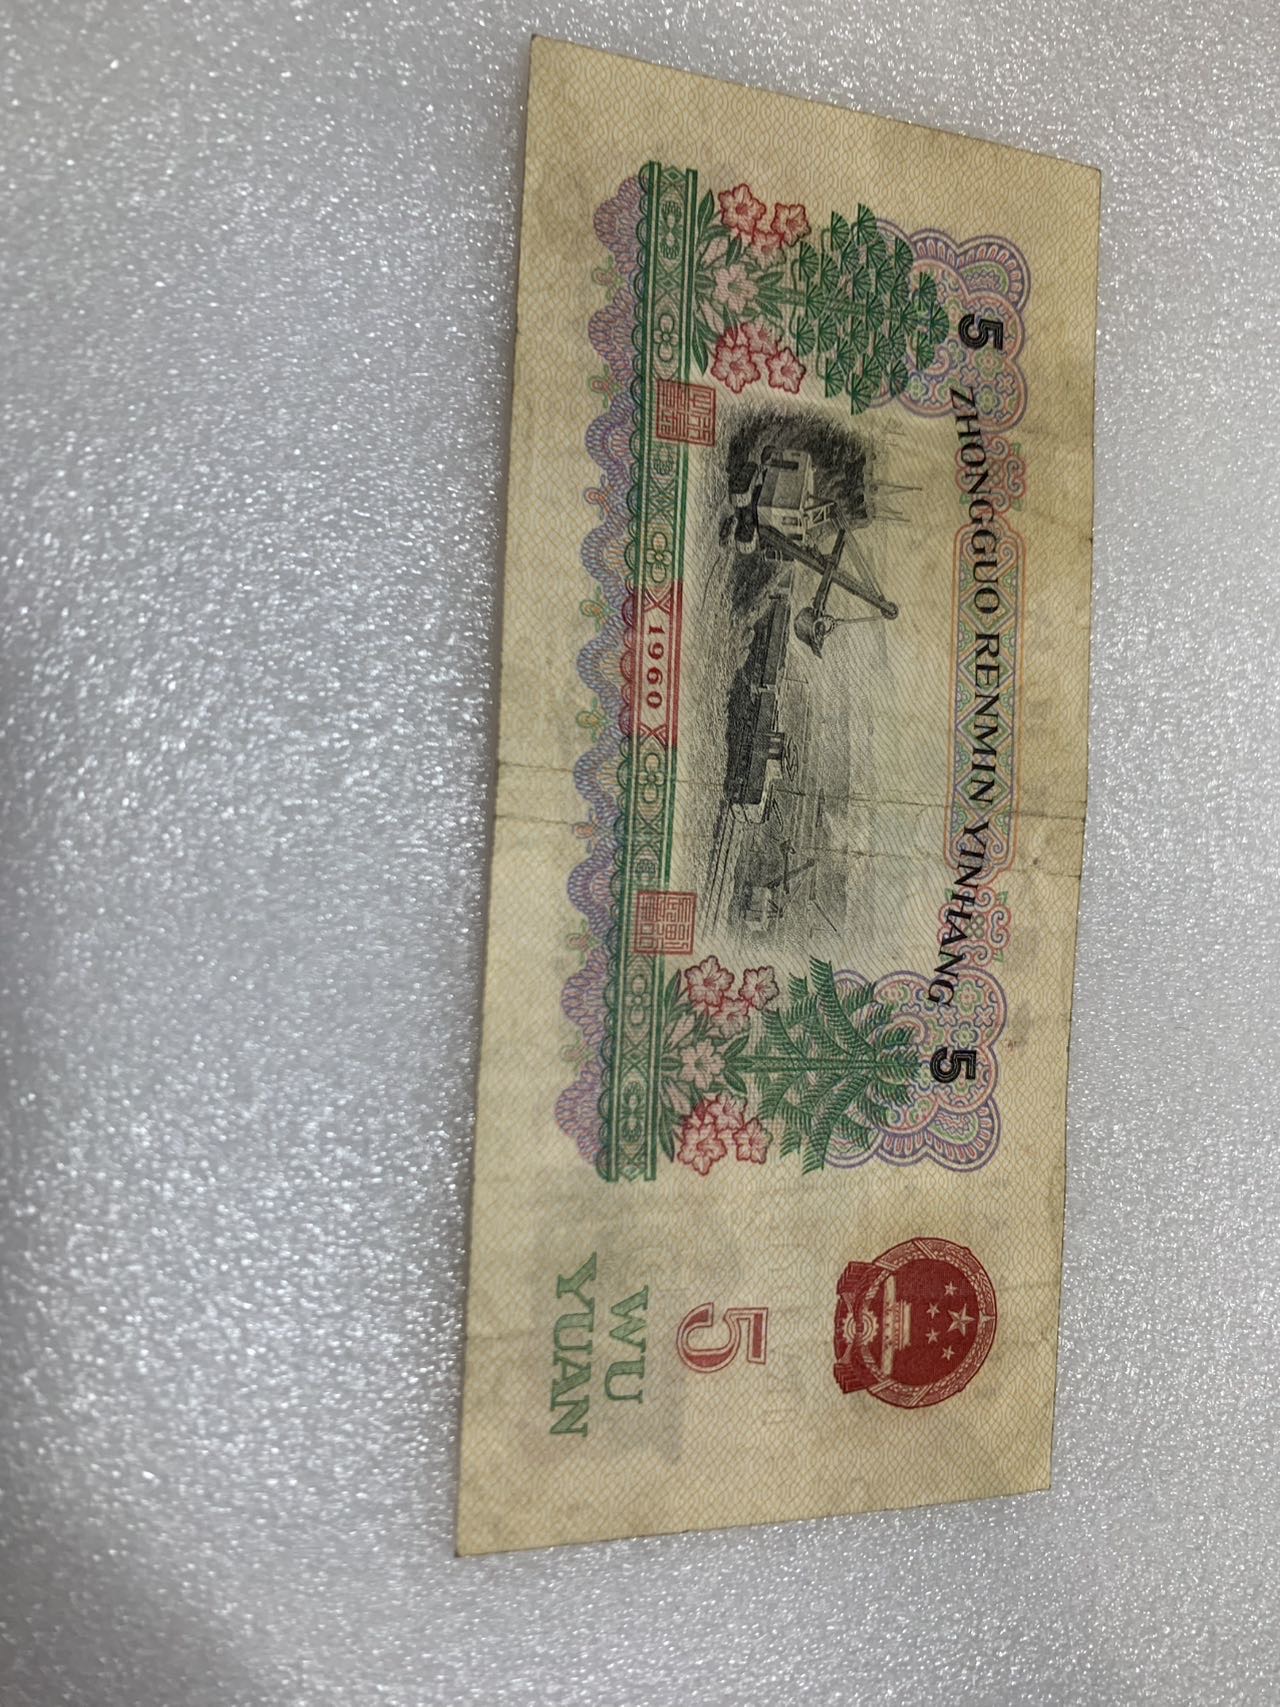 5 ZHONGGUO RENMIN YINHANG 5
5
WU
YUAN
1960